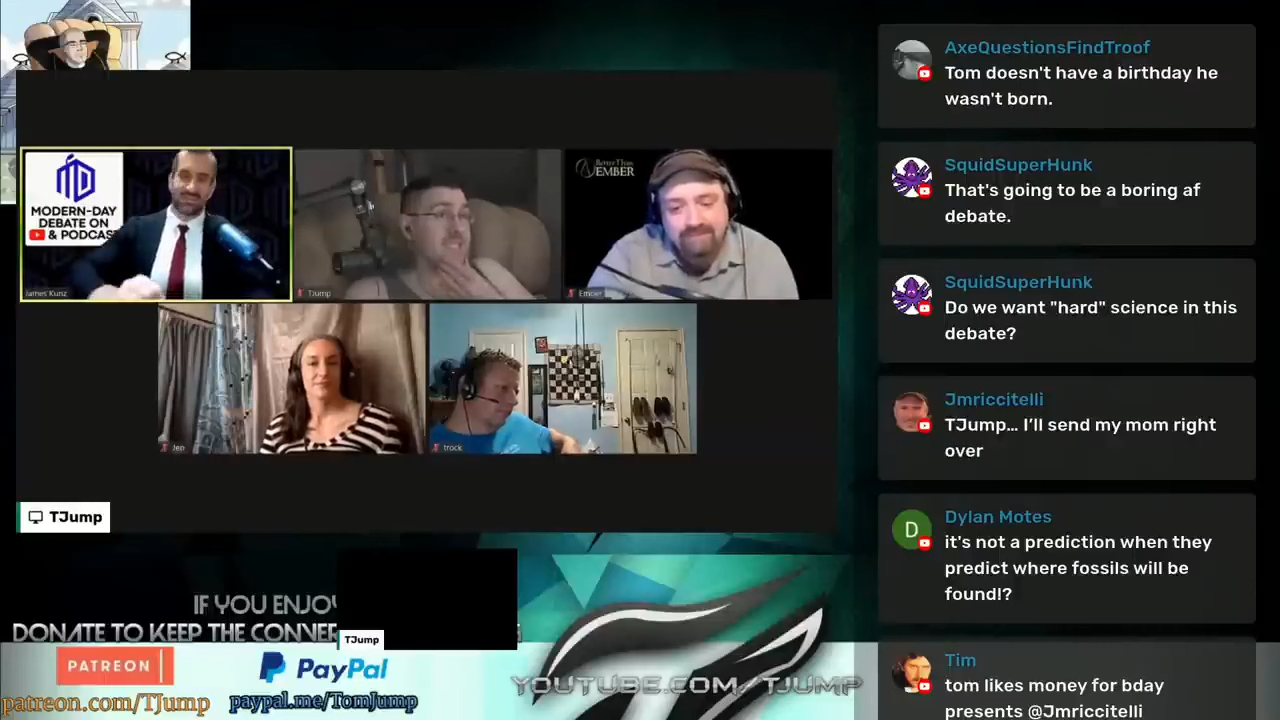 MODERN-DAY
DEBATE ON
& PODCAS
James Kunz
TJump
Better Than
EMBER
Ember
Jen
trock
TJump
IF YOU ENJOY
DONATE TO KEEP THE CONVER
TJump
PATREON
patreon.com/TJump
PayPal
paypal.me/TomJump
YOUTUBE.COM/TJUMP
AxeQuestionsFindTroof
Tom doesn't have a birthday he
wasn't born.
SquidSuperHunk
That's going to be a boring af
debate.
SquidSuperHunk
Do we want "hard" science in this
debate?
Jmriccitelli
TJump... I'll send my mom right
over
D
Dylan Motes
it's not a prediction when they
predict where fossils will be
found!?
Tim
tom likes money for bday
presents @Jmriccitelli